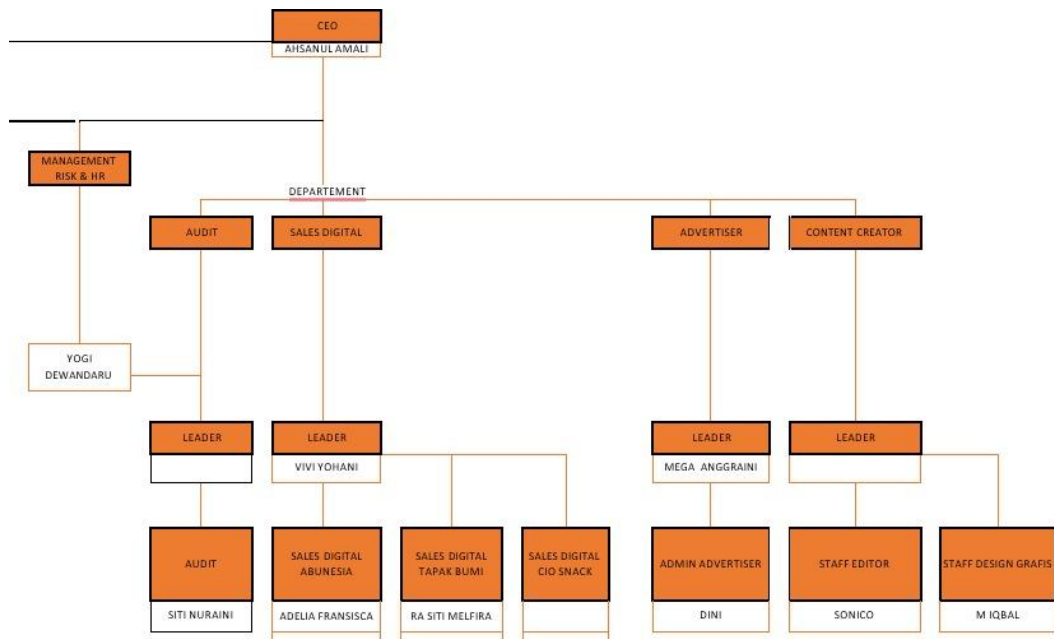 CEO
AHSANUL AMALI
MANAGEMENT
RISK & HR
DEPARTEMENT
AUDIT
SALES DIGITAL
ADVERTISER
CONTENT CREATOR
YOGI
DEWANDARU
LEADER
LEADER
VIVI YOHANI
LEADER
MEGA ANGGRAINI
LEADER
AUDIT
SITI NURAINI
SALES DIGITAL
ABUNESIA
ADELIA FRANSISCA
SALES DIGITAL
TAPAK BUMI
RA SITI MELFIRA
SALES DIGITAL
CIO SNACK
ADMIN ADVERTISER
DINI
STAFF EDITOR
SONICO
STAFF DESIGN GRAFIS
M IQBAL